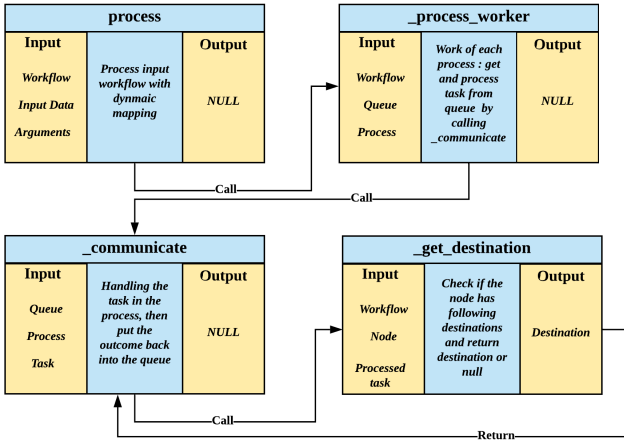 process
Input
Workflow
Input Data
Arguments
Process input
workflow with
dynmaic
mapping
Output
NULL
_process_worker
Input
Workflow
Queue
Process
Work of each
process : get
and process
task from
queue by
calling
_communicate
Output
NULL
Call
Call
_communicate
Input
Queue
Process
Task
Handling the
task in the
process, then
put the
outcome back
into the queue
Output
NULL
_get_destination
Input
Workflow
Node
Processed
task
Check if the
node has
following
destinations
and return
destination or
null
Output
Destination
Call
Return